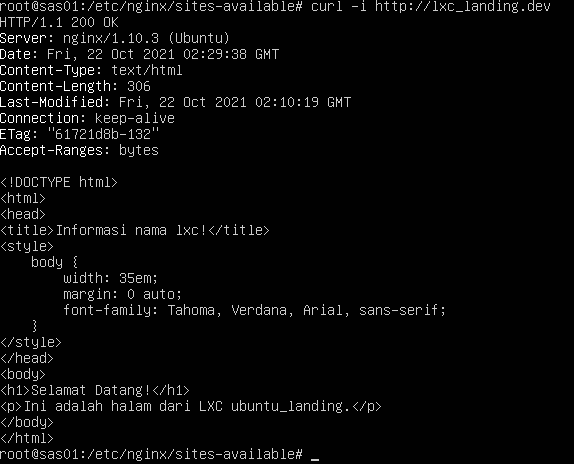 root@sas01:/etc/nginx/sites-available# curl -i http://lxc_landing.dev
HTTP/1.1 200 OK
Server: nginx/1.10.3 (Ubuntu)
Date: Fri, 22 Oct 2021 02:29:38 GMT
Content-Type: text/html
Content-Length: 306
Last-Modified: Fri, 22 Oct 2021 02:10:19 GMT
Connection: keep-alive
ETag: "61721d8b-132"
Accept-Ranges: bytes

<!DOCTYPE html>
<html>
<head>
<title>Informasi nama lxc!</title>
<style>
    body {
        width: 35em;
        margin: 0 auto;
        font-family: Tahoma, Verdana, Arial, sans-serif;
    }
</style>
</head>
<body>
<h1>Selamat Datang!</h1>
<p>Ini adalah halam dari LXC ubuntu_landing.</p>
</body>
</html>
root@sas01:/etc/nginx/sites-available# _